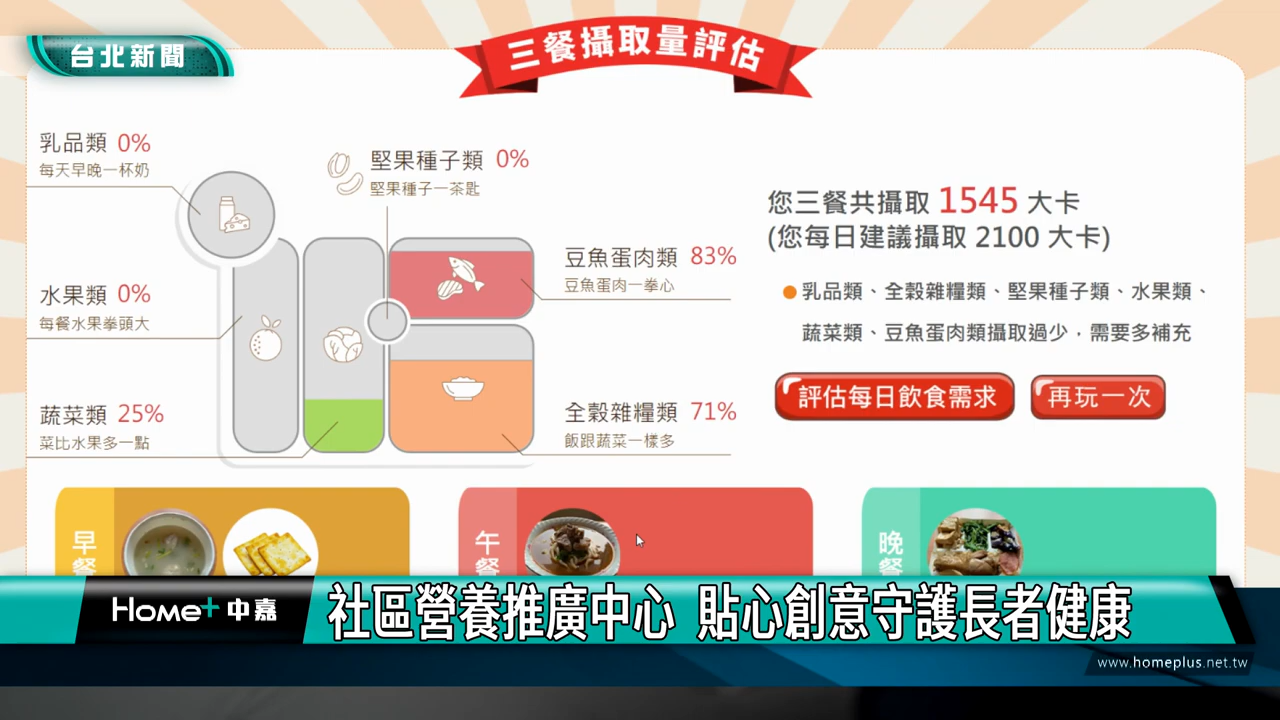 台北新聞
三餐攝取量評估
乳品類 0%
每天早晚一杯奶
堅果種子類 0%
堅果種子一茶匙
水果類 0%
每餐水果拳頭大
豆魚蛋肉類 83%
豆魚蛋肉一拳心
蔬菜類 25%
菜比水果多一點
全穀雜糧類 71%
飯跟蔬菜一樣多
您三餐共攝取 1545 大卡
(您每日建議攝取 2100 大卡)
乳品類、全穀雜糧類、堅果種子類、水果類、
蔬菜類、豆魚蛋肉類攝取過少，需要多補充
評估每日飲食需求
再玩一次
早餐
午餐
晚餐
Home+ 中嘉
社區營養推廣中心 貼心創意守護長者健康
www.homeplus.net.tw